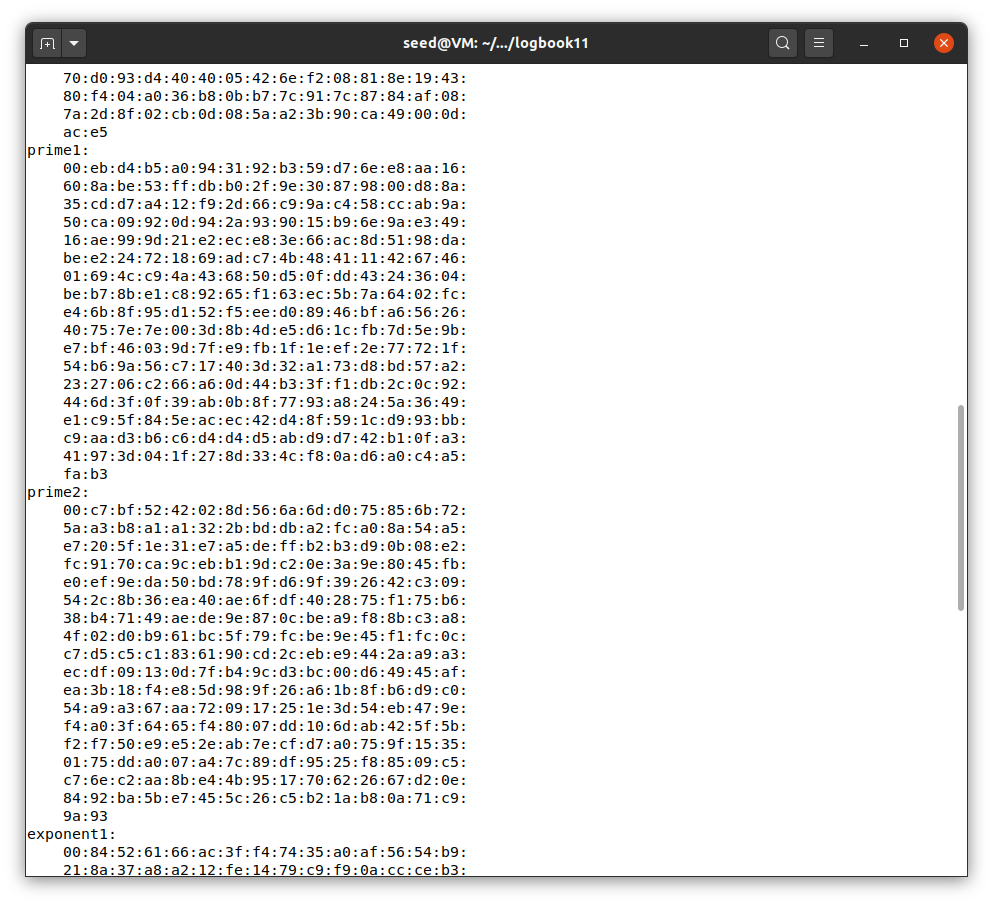 seed@VM: ~/.../logbook11
70:d0:93:d4:40:40:05:42:6e:f2:08:81:8e:19:43:
80:f4:04:a0:36:b8:0b:b7:7c:91:7c:87:84:af:08:
7a:2d:8f:02:cb:0d:08:5a:a2:3b:90:ca:49:00:0d:
ac:e5
prime1:
00:eb:d4:b5:a0:94:31:92:b3:59:d7:6e:e8:aa:16:
60:8a:be:53:ff:db:b0:2f:9e:30:87:98:00:d8:8a:
35:cd:d7:a4:12:f9:2d:66:c9:9a:c4:58:cc:ab:9a:
50:ca:09:92:0d:94:2a:93:90:15:b9:6e:9a:e3:49:
16:ae:99:9d:21:e2:ec:e8:3e:66:ac:8d:51:98:da:
be:e2:24:72:18:69:ad:c7:4b:48:41:11:42:67:46:
01:69:4c:c9:4a:43:68:50:d5:0f:dd:43:24:36:04:
be:b7:8b:e1:c8:92:65:f1:63:ec:5b:7a:64:02:fc:
e4:6b:8f:95:d1:52:f5:ee:d0:89:46:bf:a6:56:26:
40:75:7e:7e:00:3d:8b:4d:e5:d6:1c:fb:7d:5e:9b:
e7:bf:46:03:9d:7f:e9:fb:1f:1e:ef:2e:77:72:1f:
54:b6:9a:56:c7:17:40:3d:32:a1:73:d8:bd:57:a2:
23:27:06:c2:66:a6:0d:44:b3:3f:f1:db:2c:0c:92:
44:6d:3f:0f:39:ab:0b:8f:77:93:a8:24:5a:36:49:
e1:c9:5f:84:5e:ac:ec:42:d4:8f:59:1c:d9:93:bb:
c9:aa:d3:b6:c6:d4:d4:d5:ab:d9:d7:42:b1:0f:a3:
41:97:3d:04:1f:27:8d:33:4c:f8:0a:d6:a0:c4:a5:
fa:b3
prime2:
00:c7:bf:52:42:02:8d:56:6a:6d:d0:75:85:6b:72:
5a:a3:b8:a1:a1:32:2b:bd:db:a2:fc:a0:8a:54:a5:
e7:20:5f:1e:31:e7:a5:de:ff:b2:b3:d9:0b:08:e2:
fc:91:70:ca:9c:eb:b1:9d:c2:0e:3a:9e:80:45:fb:
e0:ef:9e:da:50:bd:78:9f:d6:9f:39:26:42:c3:09:
54:2c:8b:36:ea:40:ae:6f:df:40:28:75:f1:75:b6:
38:b4:71:49:ae:de:9e:87:0c:be:a9:f8:8b:c3:a8:
4f:02:d0:b9:61:bc:5f:79:fc:be:9e:45:f1:fc:0c:
c7:d5:c5:c1:83:61:90:cd:2c:eb:e9:44:2a:a9:a3:
ec:df:09:13:0d:7f:b4:9c:d3:bc:00:d6:49:45:af:
ea:3b:18:f4:e8:5d:98:9f:26:a6:1b:8f:b6:d9:c0:
54:a9:a3:67:aa:72:09:17:25:1e:3d:54:eb:47:9e:
f4:a0:3f:64:65:f4:80:07:dd:10:6d:ab:42:5f:5b:
f2:f7:50:e9:e5:2e:ab:7e:cf:d7:a0:75:9f:15:35:
01:75:dd:a0:07:a4:7c:89:df:95:25:f8:85:09:c5:
c7:6e:c2:aa:8b:e4:4b:95:17:70:62:26:67:d2:0e:
84:92:ba:5b:e7:45:5c:26:c5:b2:1a:b8:0a:71:c9:
9a:93
exponent1:
00:84:52:61:66:ac:3f:f4:74:35:a0:af:56:54:b9:
21:8a:37:a8:a2:12:fe:14:79:c9:f9:0a:cc:ce:b3: